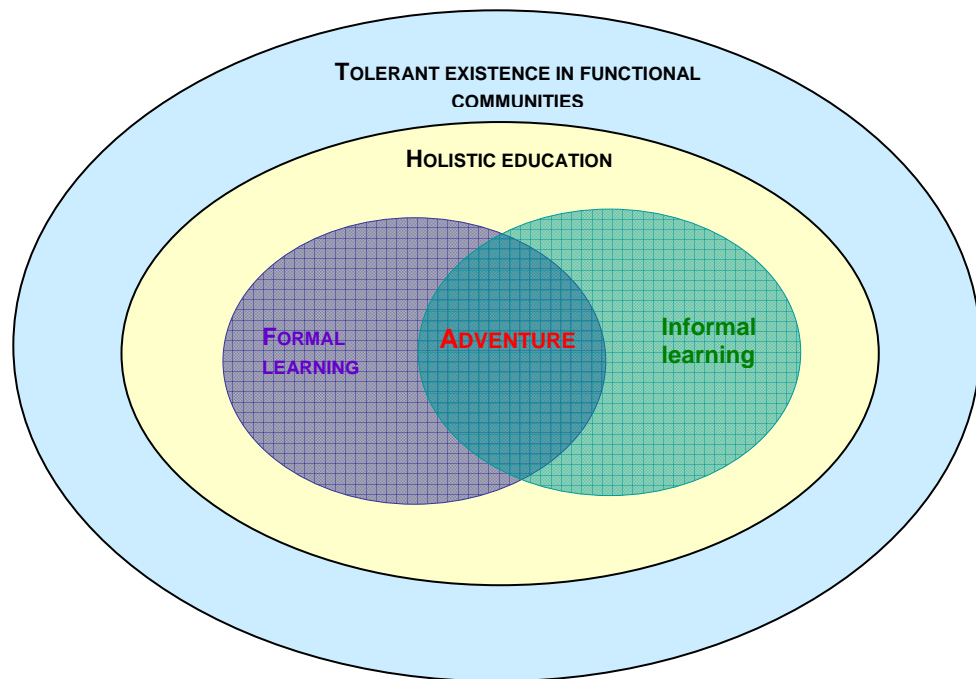 TOLERANT EXISTENCE IN FUNCTIONAL
COMMUNITIES
HOLISTIC EDUCATION
FORMAL
LEARNING
ADVENTURE
Informal
learning